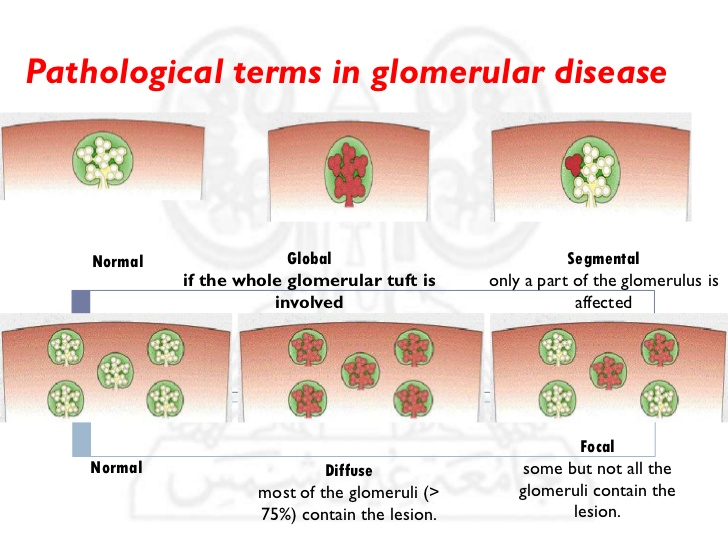 Pathological terms in glomerular disease
Normal
Global
if the whole glomerular tuft is
involved
Segmental
only a part of the glomerulus is
affected
Normal
Diffuse
most of the glomeruli (>
75%) contain the lesion.
Focal
some but not all the
glomeruli contain the
lesion.